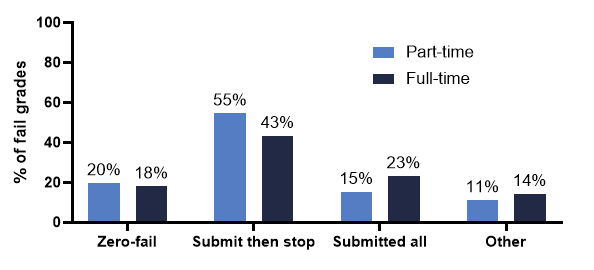 % of fail grades
100
80
60
40
20
0
Part-time
Full-time
20% 18%
55% 43%
15% 23%
11% 14%
Zero-fail Submit then stop Submitted all Other